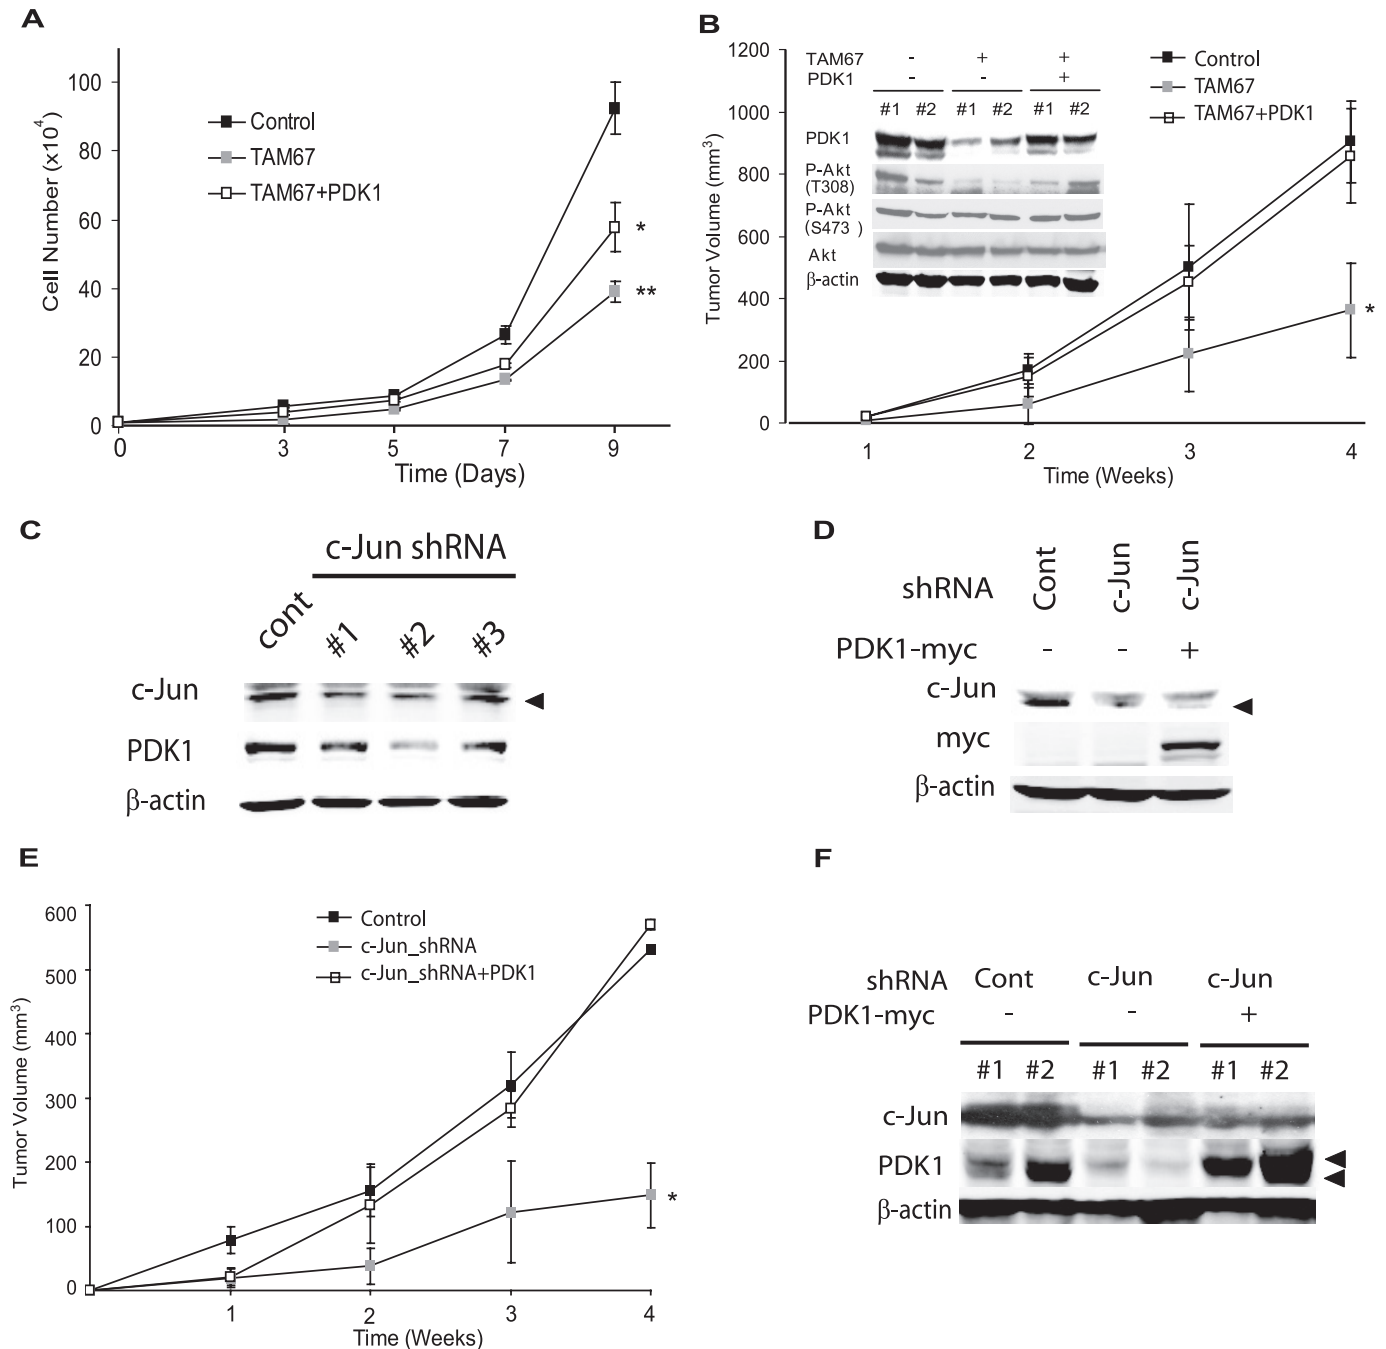 A
Cell Number (x10⁴)
100
80
60
40
20
0
Control
TAM67
TAM67+PDK1
*
**
0 3 5 7 9
Time (Days)
B
Tumor Volume (mm³)
1200
1000
800
600
400
200
0
TAM67 - + +
PDK1 - - +
#1 #2 #1 #2 #1 #2
PDK1
P-Akt
(T308)
P-Akt
(S473 )
Akt
β-actin
Control
TAM67
TAM67+PDK1
*
1 2 3 4
Time (Weeks)
C
c-Jun shRNA
cont #1 #2 #3
c-Jun
PDK1
β-actin
D
shRNA Cont c-Jun c-Jun
PDK1-myc - - +
c-Jun
myc
β-actin
E
Tumor Volume (mm³)
600
500
400
300
200
100
0
Control
c-Jun_shRNA
c-Jun_shRNA+PDK1
*
1 2 3 4
Time (Weeks)
F
shRNA Cont c-Jun c-Jun
PDK1-myc - - +
#1 #2 #1 #2 #1 #2
c-Jun
PDK1
β-actin